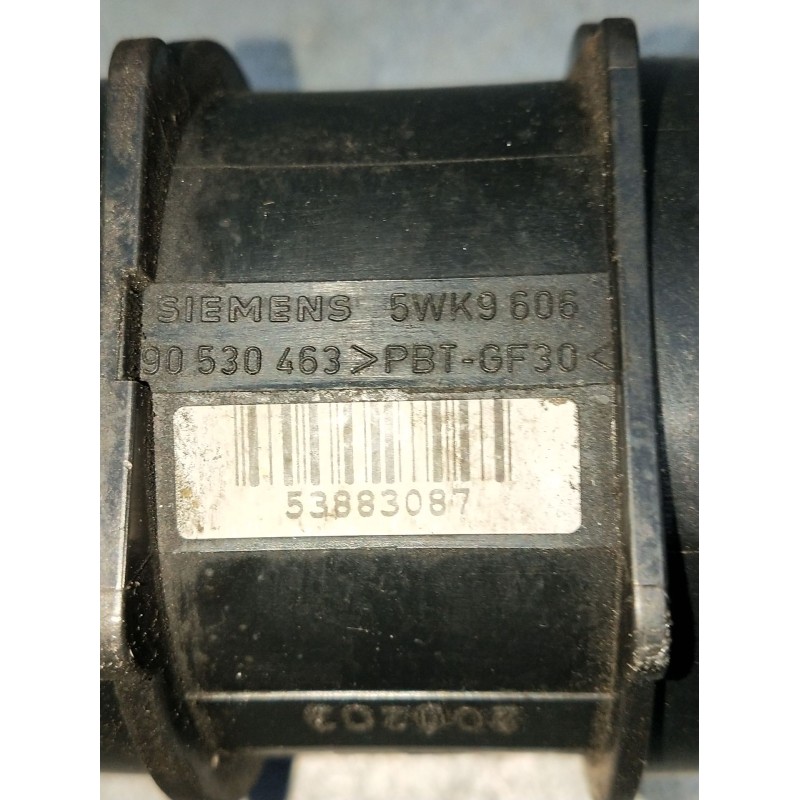 SIEMENS 5WK9 606
90 530 463 >PBT-GF30<
53883087